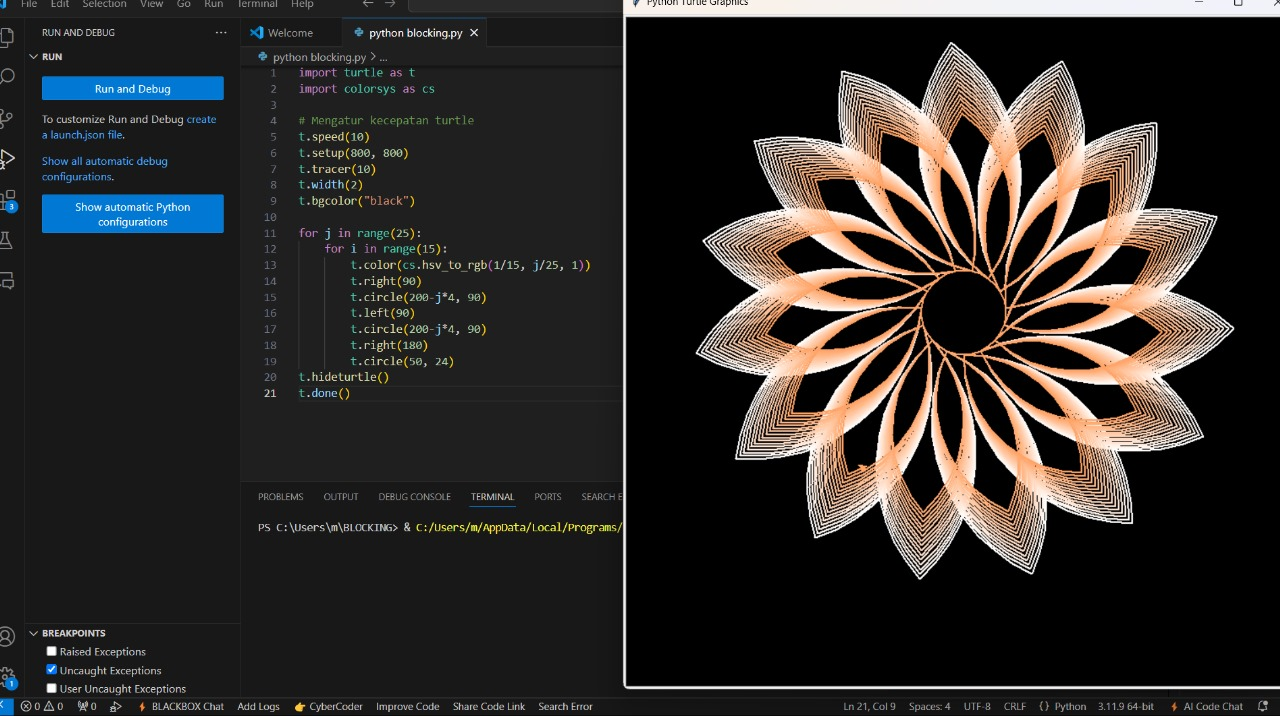 File Edit Selection View Go Run Terminal Help
Python Turtle Graphics
RUN AND DEBUG ...
RUN
Run and Debug
To customize Run and Debug create
a launch.json file.
Show all automatic debug
configurations.
Show automatic Python
configurations
3
Welcome
python blocking.py
python blocking.py > ...
1 import turtle as t
2 import colorsys as cs
3
4 # Mengatur kecepatan turtle
5 t.speed(10)
6 t.setup(800, 800)
7 t.tracer(10)
8 t.width(2)
9 t.bgcolor("black")
10
11 for j in range(25):
12     for i in range(15):
13         t.color(cs.hsv_to_rgb(1/15, j/25, 1))
14         t.right(90)
15         t.circle(200-j*4, 90)
16         t.left(90)
17         t.circle(200-j*4, 90)
18         t.right(180)
19         t.circle(50, 24)
20 t.hideturtle()
21 t.done()
PROBLEMS OUTPUT DEBUG CONSOLE TERMINAL PORTS SEARCH E
PS C:\Users\m\BLOCKING> & C:/Users/m/AppData/Local/Programs/
BREAKPOINTS
Raised Exceptions
Uncaught Exceptions
User Uncaught Exceptions
1
0 0 0 BLACKBOX Chat Add Logs CyberCoder Improve Code Share Code Link Search Error Ln 21, Col 9 Spaces: 4 UTF-8 CRLF {} Python 3.11.9 64-bit AI Code Chat